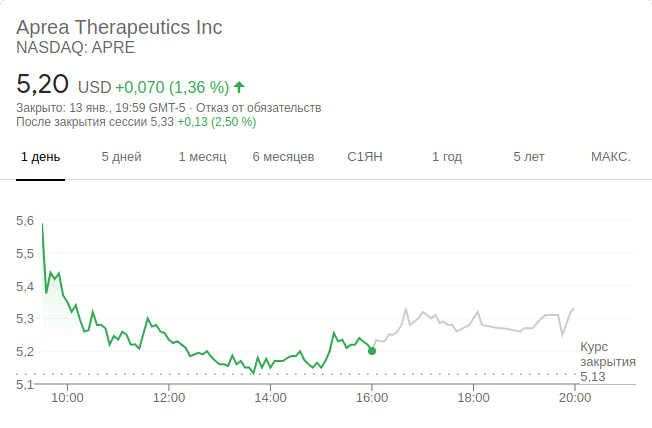 Aprea Therapeutics Inc
NASDAQ: APRE
5,20 USD +0,070 (1,36 %)
Закрыто: 13 янв., 19:59 GMT-5 · Отказ от обязательств
После закрытия сессии 5,33 +0,13 (2,50 %)
1 день 5 дней 1 месяц 6 месяцев С1ЯН 1 год 5 лет МАКС.
5,6
5,5
5,4
5,3
5,2
5,1
Курс
закрытия
5,13
10:00 12:00 14:00 16:00 18:00 20:00